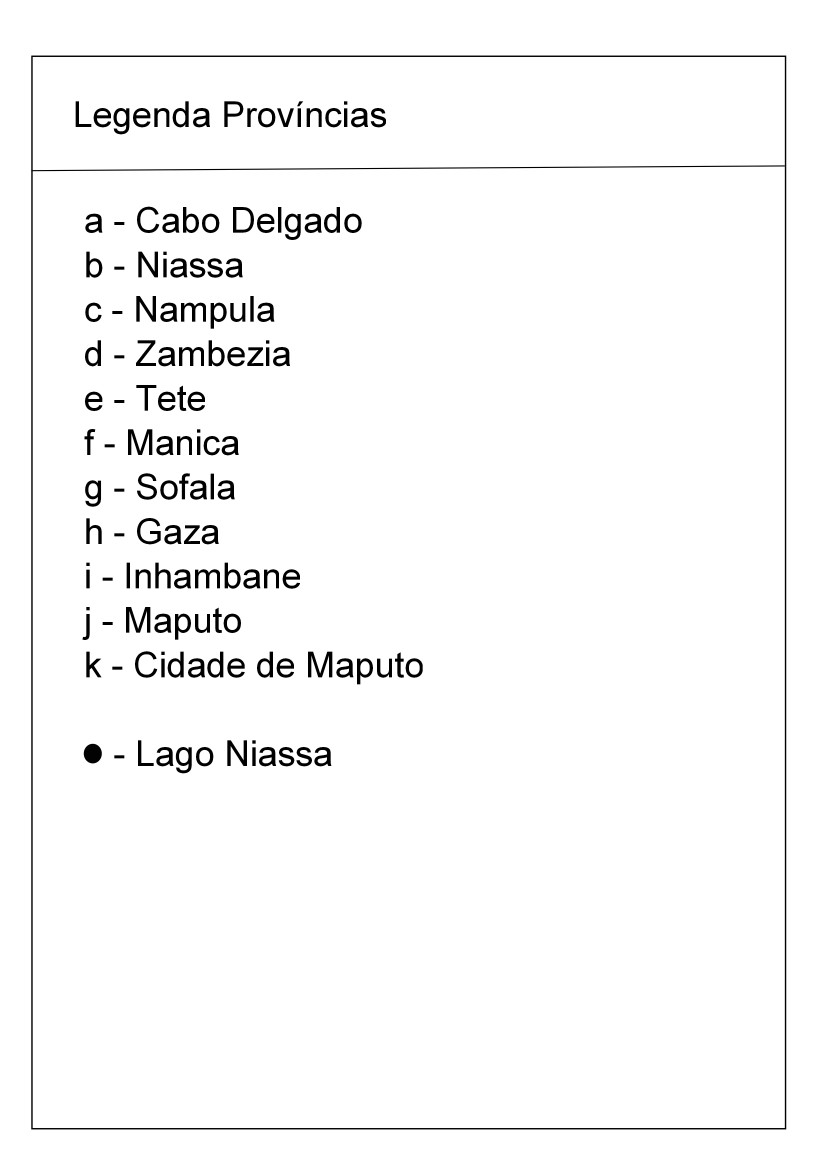 Legenda Províncias
a - Cabo Delgado
b - Niassa
c - Nampula
d - Zambezia
e - Tete
f - Manica
g - Sofala
h - Gaza
i - Inhambane
j - Maputo
k - Cidade de Maputo
● - Lago Niassa